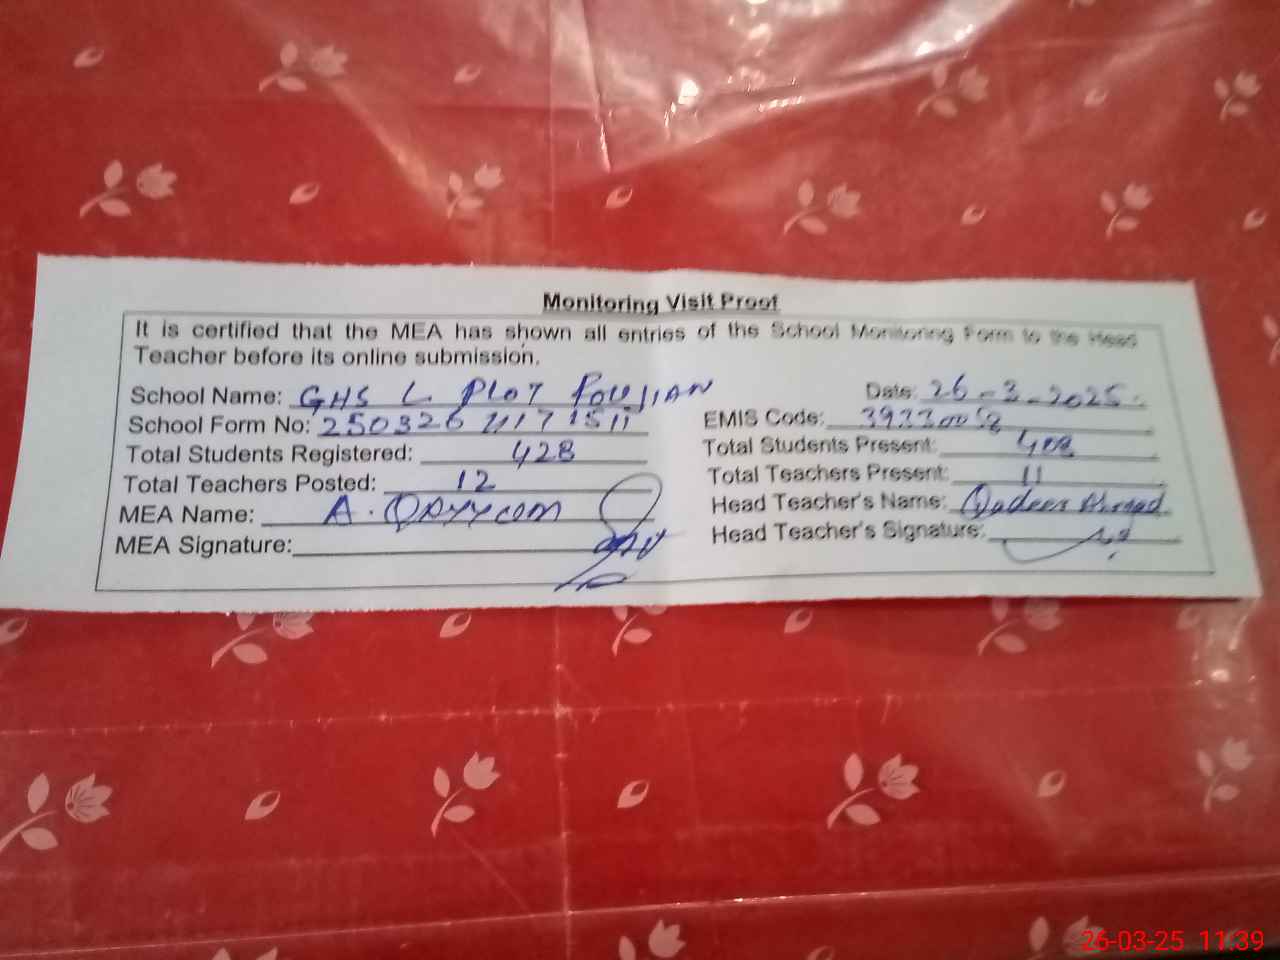 Monitoring Visit Proof
It is certified that the MEA has shown all entries of the School Monitoring Form to the Head
Teacher before its online submission.
School Name: GHS L PLOT FOUJIAN Date: 26-3-2025.
School Form No: EMIS Code: 39330058
Total Students Registered: 428 Total Students Present: 408
Total Teachers Posted: 12 Total Teachers Present: 11
MEA Name: A. QAYYOOM Head Teacher's Name: Qadeer Ahmad
MEA Signature: Head Teacher's Signature:
26-03-25 11:39